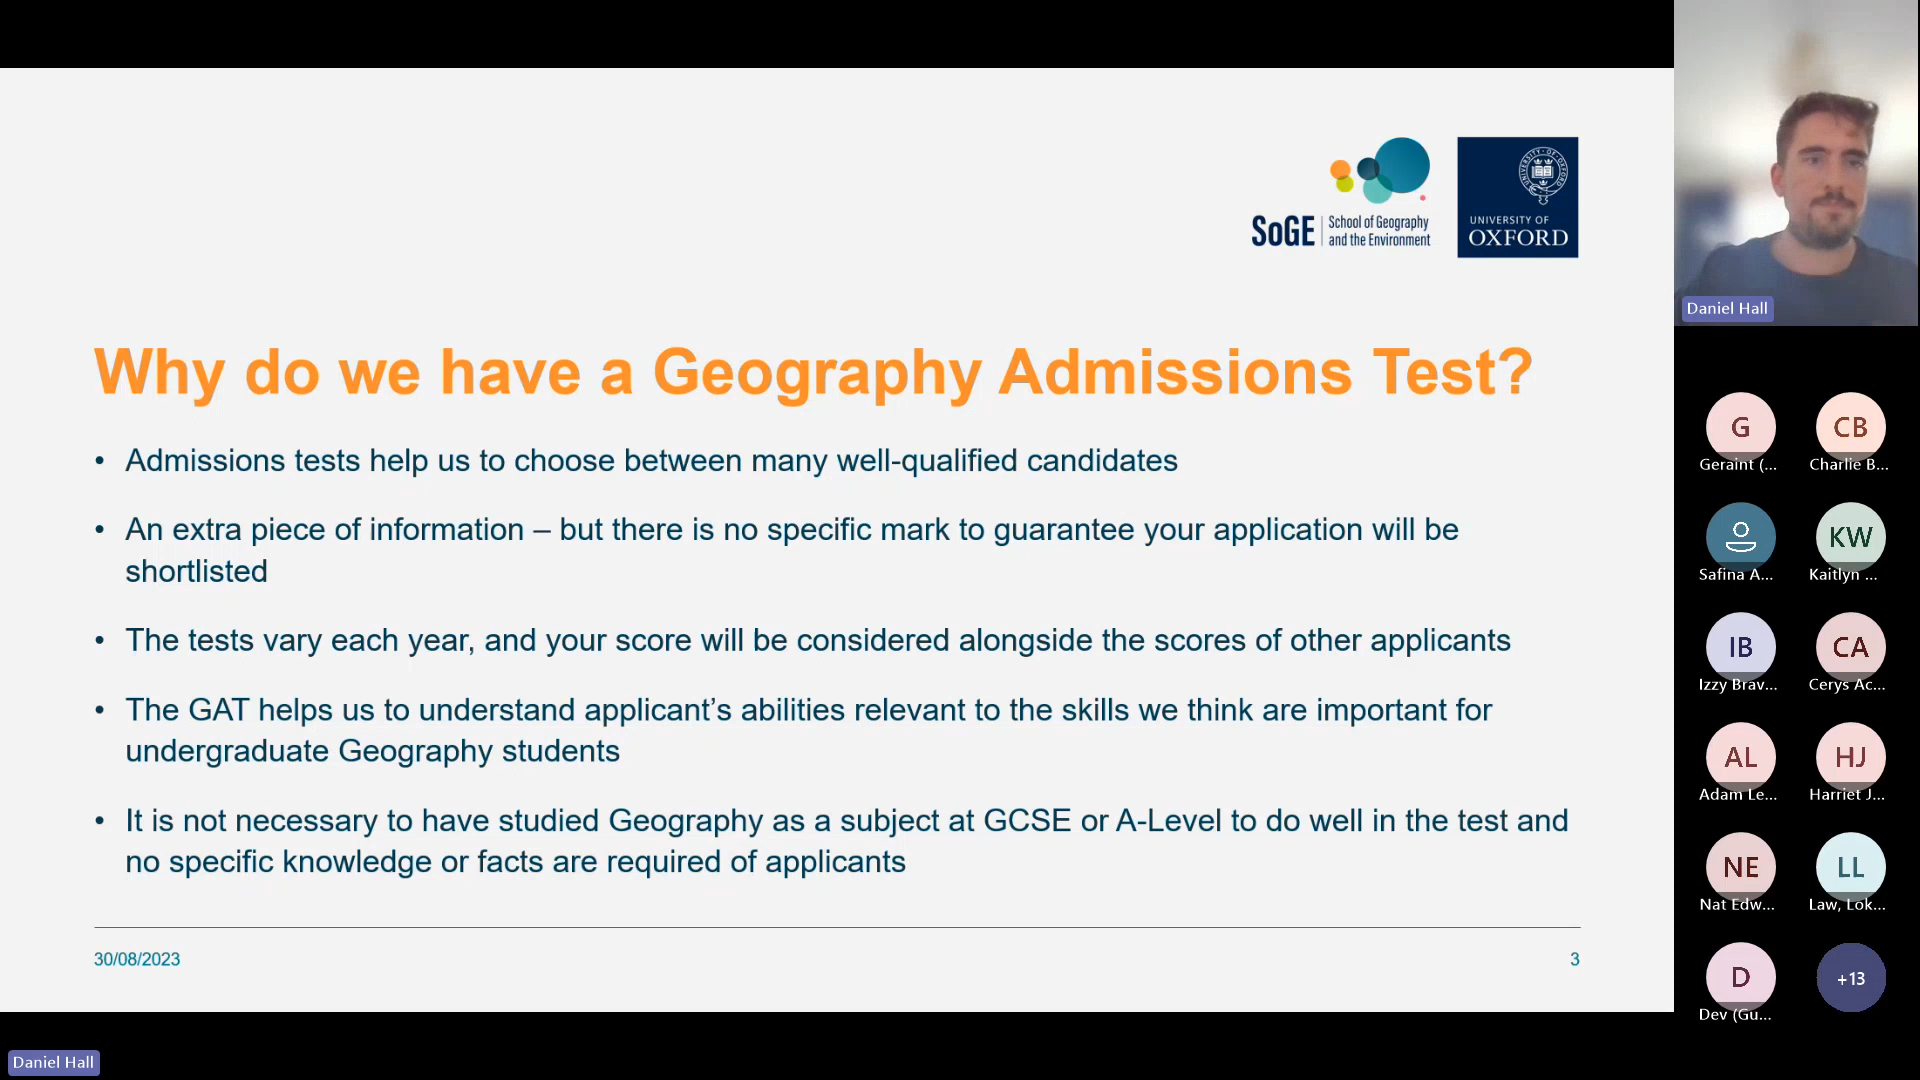 SoGE
School of Geography
and the Environment
UNIVERSITY OF
OXFORD
Why do we have a Geography Admissions Test?
• Admissions tests help us to choose between many well-qualified candidates
• An extra piece of information – but there is no specific mark to guarantee your application will be
shortlisted
• The tests vary each year, and your score will be considered alongside the scores of other applicants
• The GAT helps us to understand applicant’s abilities relevant to the skills we think are important for
undergraduate Geography students
• It is not necessary to have studied Geography as a subject at GCSE or A-Level to do well in the test and
no specific knowledge or facts are required of applicants
30/08/2023
3
Daniel Hall
Daniel Hall
G
Geraint (...
CB
Charlie B...
Safina A...
KW
Kaitlyn ...
IB
Izzy Brav...
CA
Cerys Ac...
AL
Adam Le...
HJ
Harriet J...
NE
Nat Edw...
LL
Law, Lok...
D
Dev (Gu...
+13